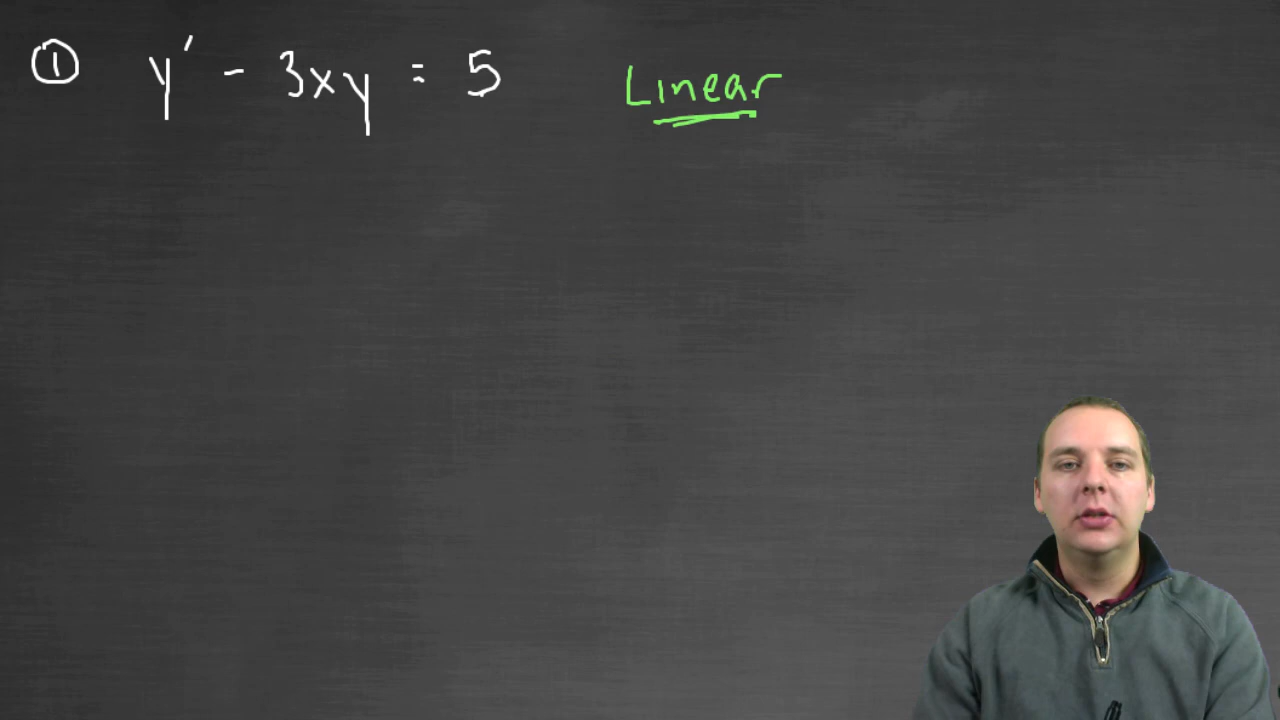 ① y' - 3xy = 5 Linear